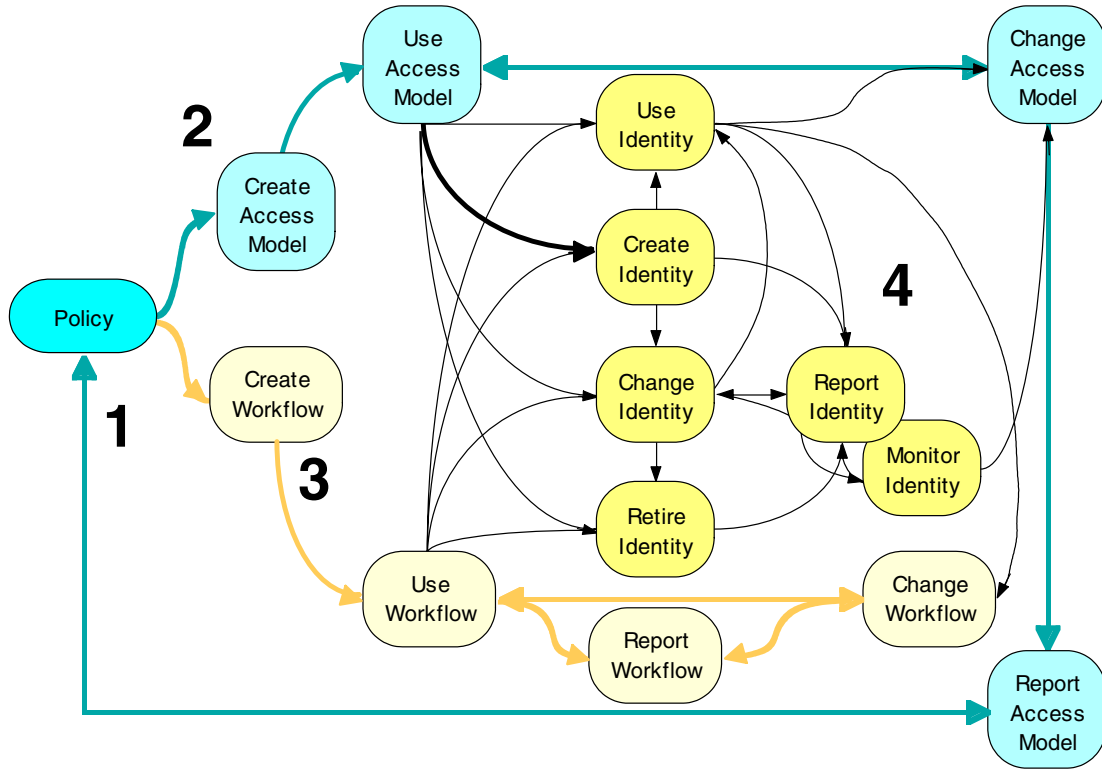 Use
Access
Model
Change
Access
Model
Use
Identity
2
Create
Access
Model
Create
Identity
4
Policy
Create
Workflow
Change
Identity
Report
Identity
1
3
Monitor
Identity
Retire
Identity
Use
Workflow
Change
Workflow
Report
Workflow
Report
Access
Model